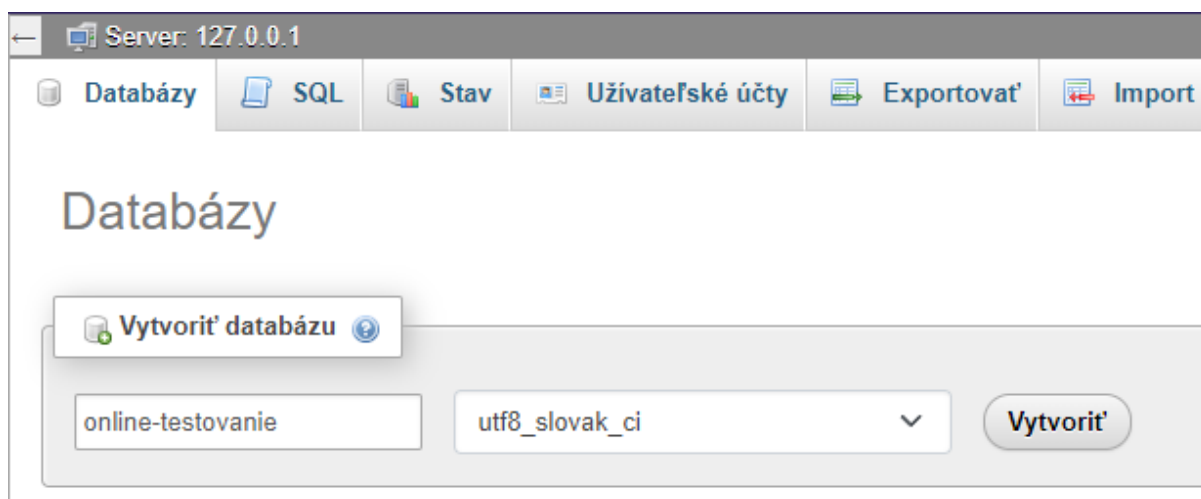 ← Server: 127.0.0.1
Databázy SQL Stav Užívateľské účty Exportovať Import
Databázy
Vytvoriť databázu
online-testovanie utf8_slovak_ci Vytvoriť